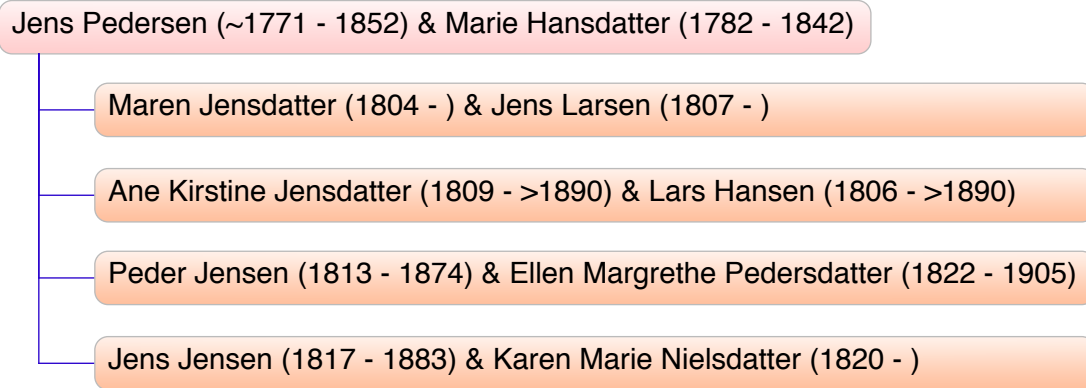 Jens Pedersen (~1771 - 1852) & Marie Hansdatter (1782 - 1842)
Maren Jensdatter (1804 - ) & Jens Larsen (1807 - )
Ane Kirstine Jensdatter (1809 - >1890) & Lars Hansen (1806 - >1890)
Peder Jensen (1813 - 1874) & Ellen Margrethe Pedersdatter (1822 - 1905)
Jens Jensen (1817 - 1883) & Karen Marie Nielsdatter (1820 - )